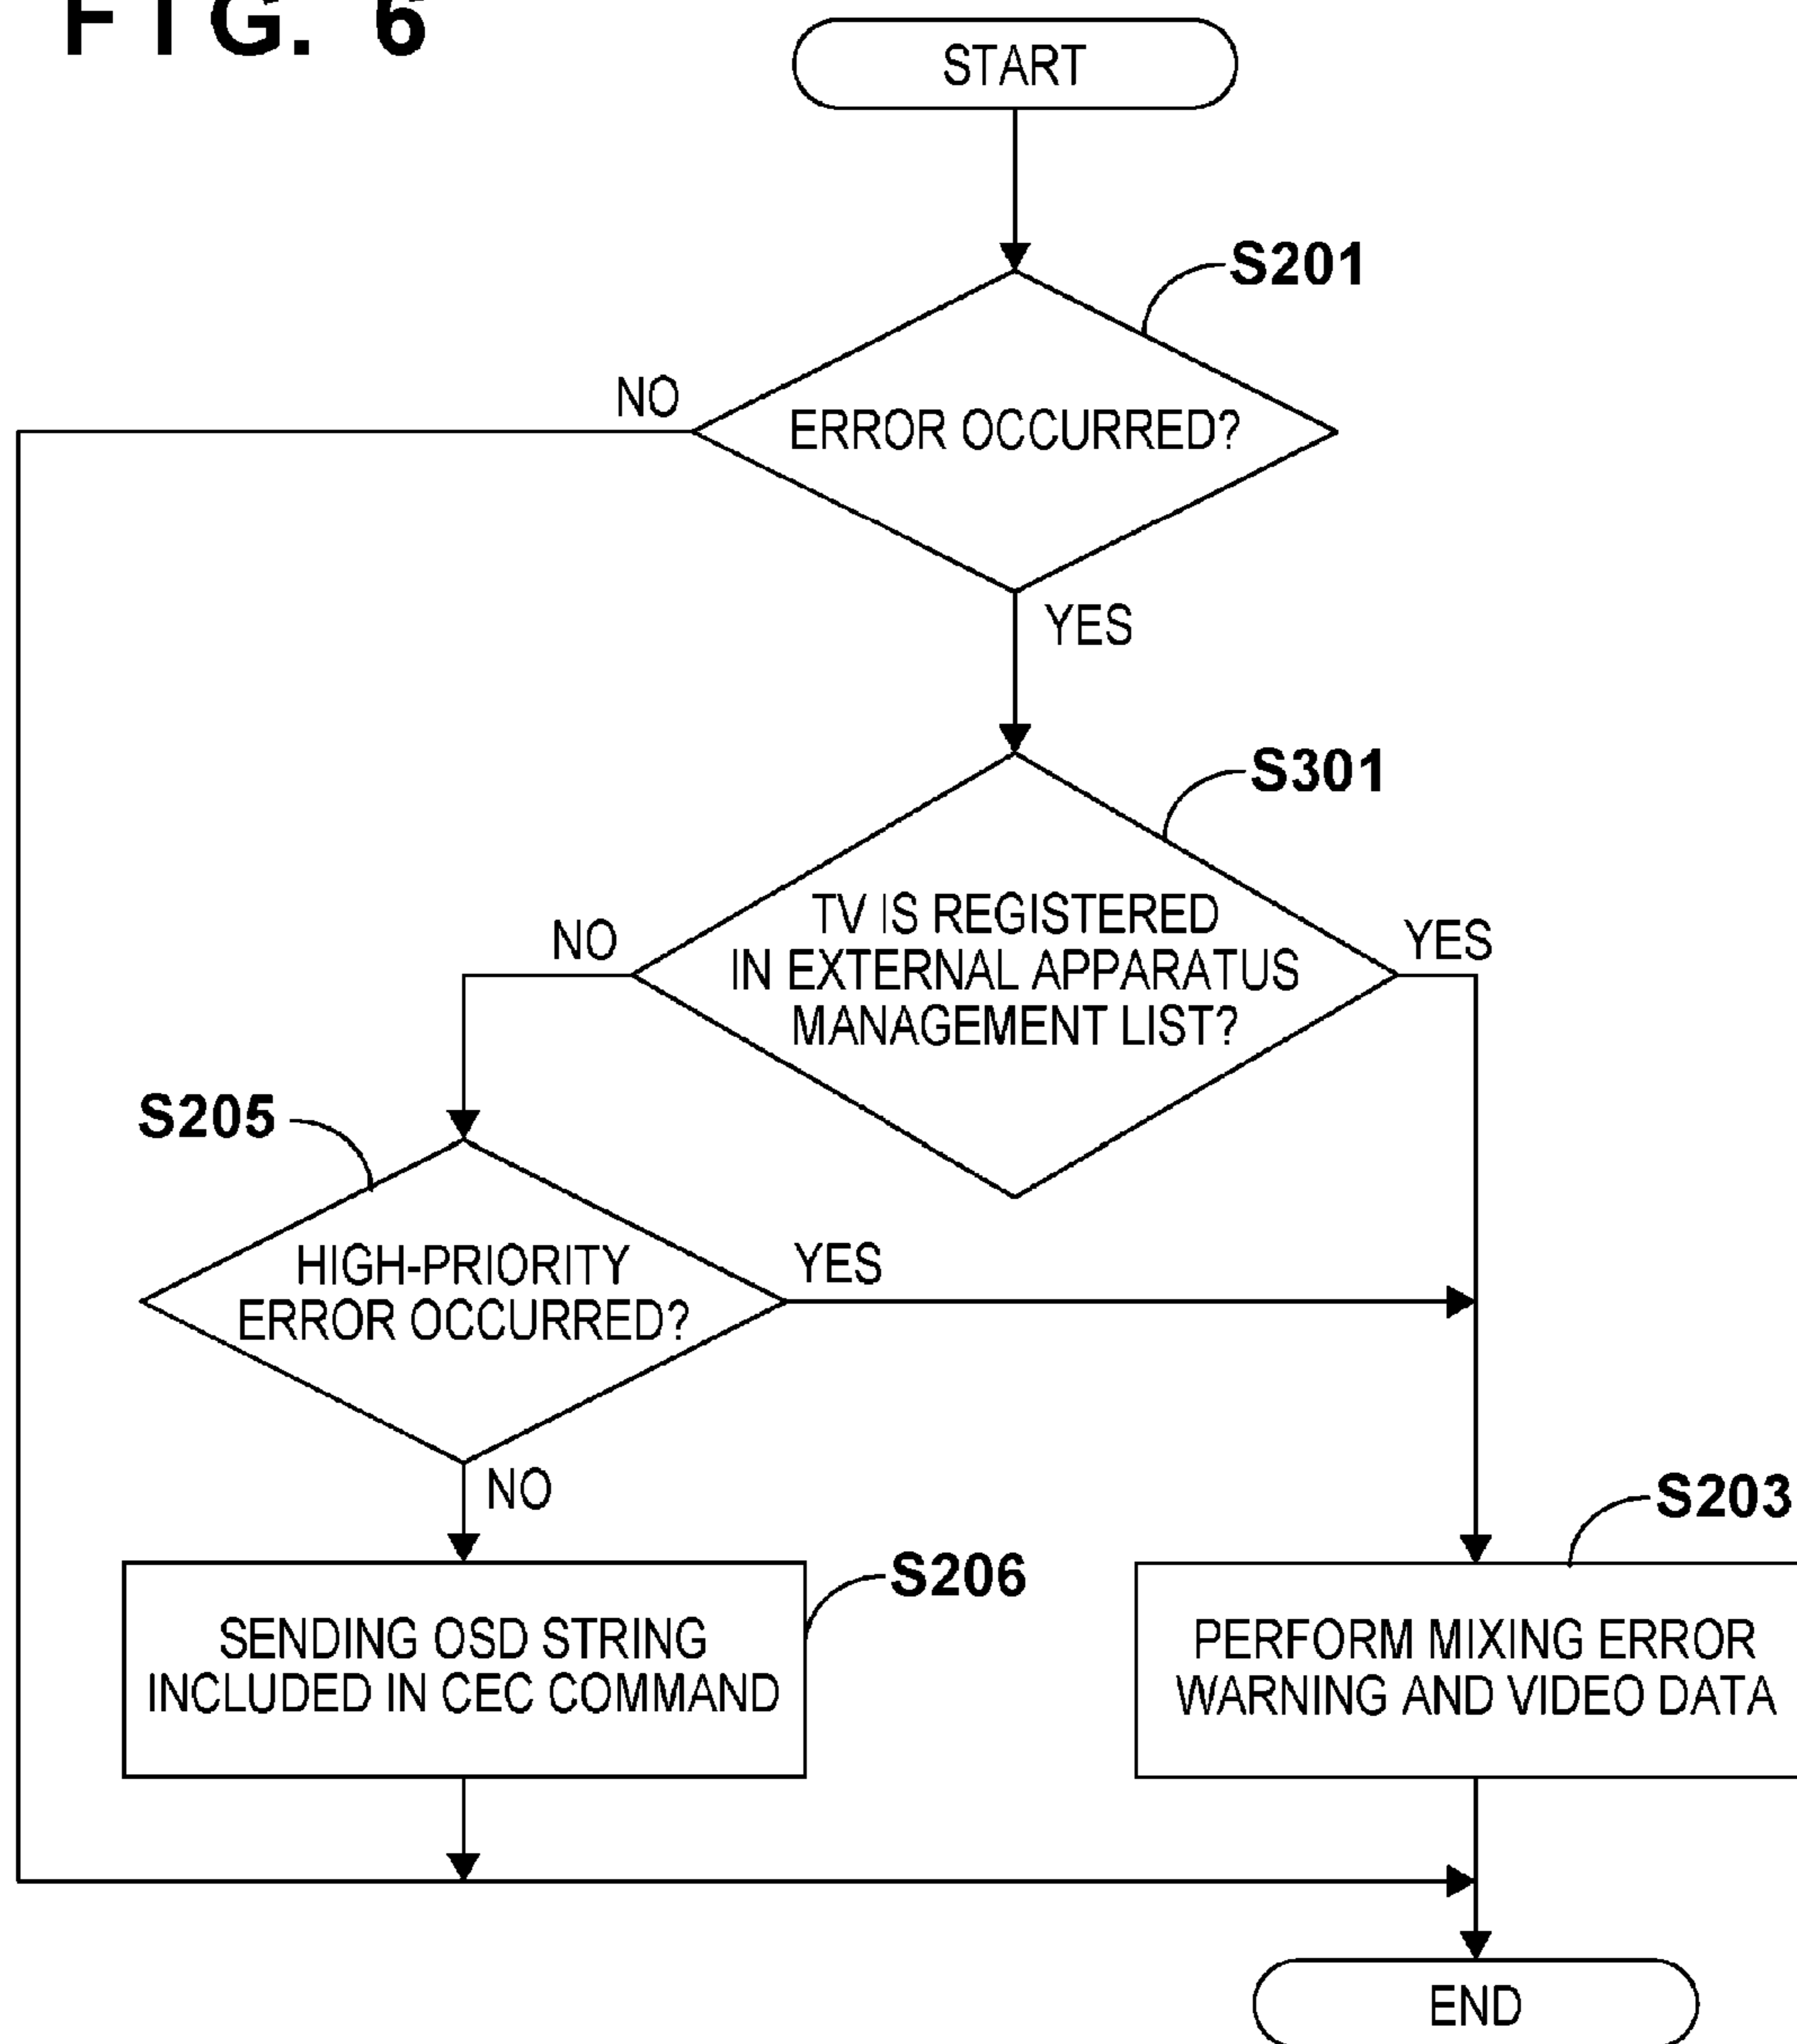 FIG. 6
START
S201
NO
ERROR OCCURRED?
YES
S301
NO
TV IS REGISTERED
IN EXTERNAL APPARATUS
MANAGEMENT LIST?
YES
S205
HIGH-PRIORITY
ERROR OCCURRED?
YES
NO
S203
S206
SENDING OSD STRING
INCLUDED IN CEC COMMAND
PERFORM MIXING ERROR
WARNING AND VIDEO DATA
END